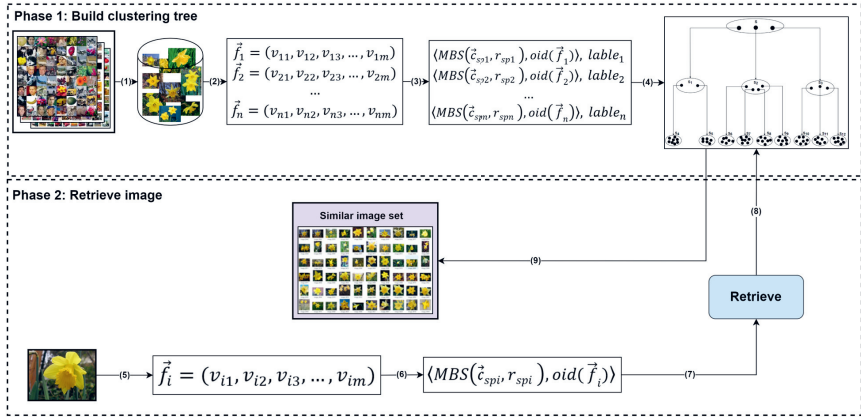 Phase 1: Build clustering tree
(1)
(2)
f⃗₁ = (v₁₁, v₁₂, v₁₃, ..., v₁ₘ)
f⃗₂ = (v₂₁, v₂₂, v₂₃, ..., v₂ₘ)
...
f⃗ₙ = (vₙ₁, vₙ₂, vₙ₃, ..., vₙₘ)
(3)
⟨MBS(c⃗ₛₚ₁, rₛₚ₁), oid(f⃗₁)⟩, lable₁
⟨MBS(c⃗ₛₚ₂, rₛₚ₂), oid(f⃗₂)⟩, lable₂
...
⟨MBS(c⃗ₛₚₙ, rₛₚₙ), oid(f⃗ₙ)⟩, lableₙ
(4)
Phase 2: Retrieve image
Similar image set
(8)
(9)
Retrieve
(5)
f⃗ᵢ = (vᵢ₁, vᵢ₂, vᵢ₃, ..., vᵢₘ)
(6)
⟨MBS(c⃗ₛₚᵢ, rₛₚᵢ), oid(f⃗ᵢ)⟩
(7)